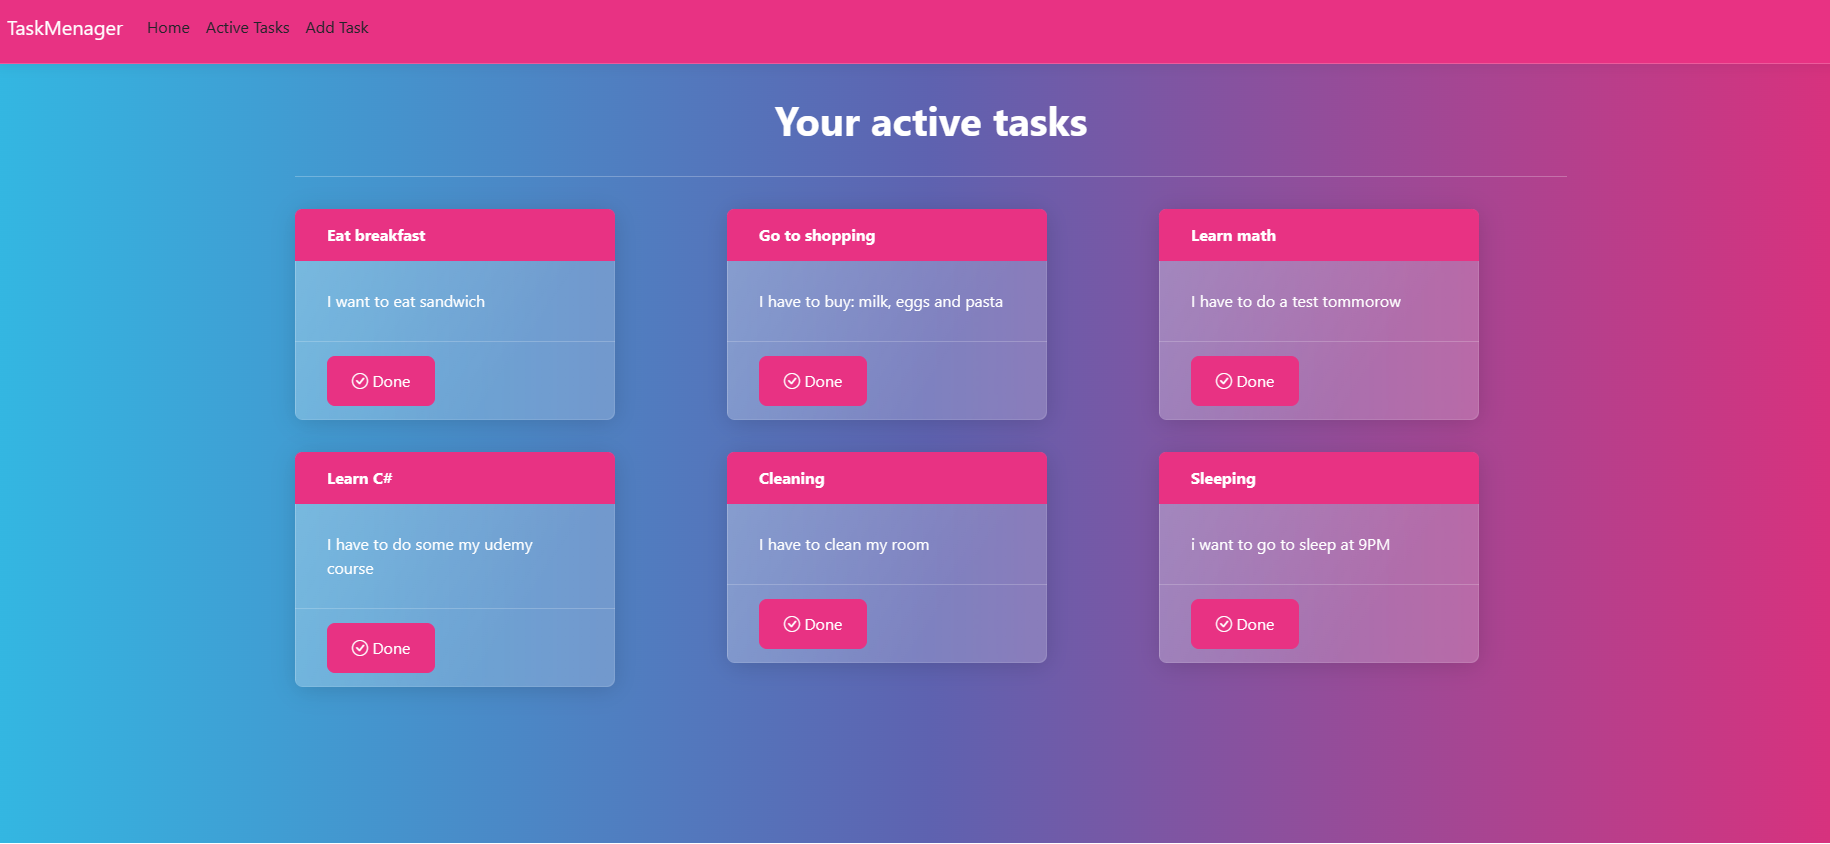 TaskMenager Home Active Tasks Add Task
Your active tasks
Eat breakfast
I want to eat sandwich
Done
Go to shopping
I have to buy: milk, eggs and pasta
Done
Learn math
I have to do a test tommorow
Done
Learn C#
I have to do some my udemy
course
Done
Cleaning
I have to clean my room
Done
Sleeping
i want to go to sleep at 9PM
Done